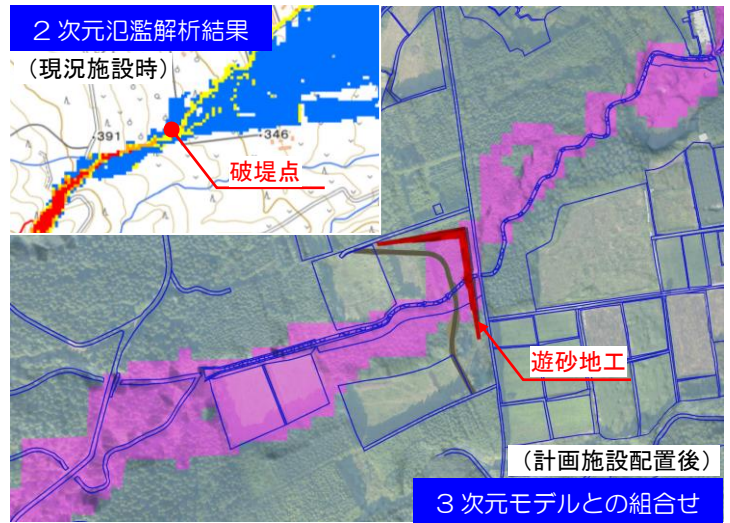 2次元氾濫解析結果
（現況施設時）
-391
-346
破堤点
遊砂地工
（計画施設配置後）
3次元モデルとの組合せ